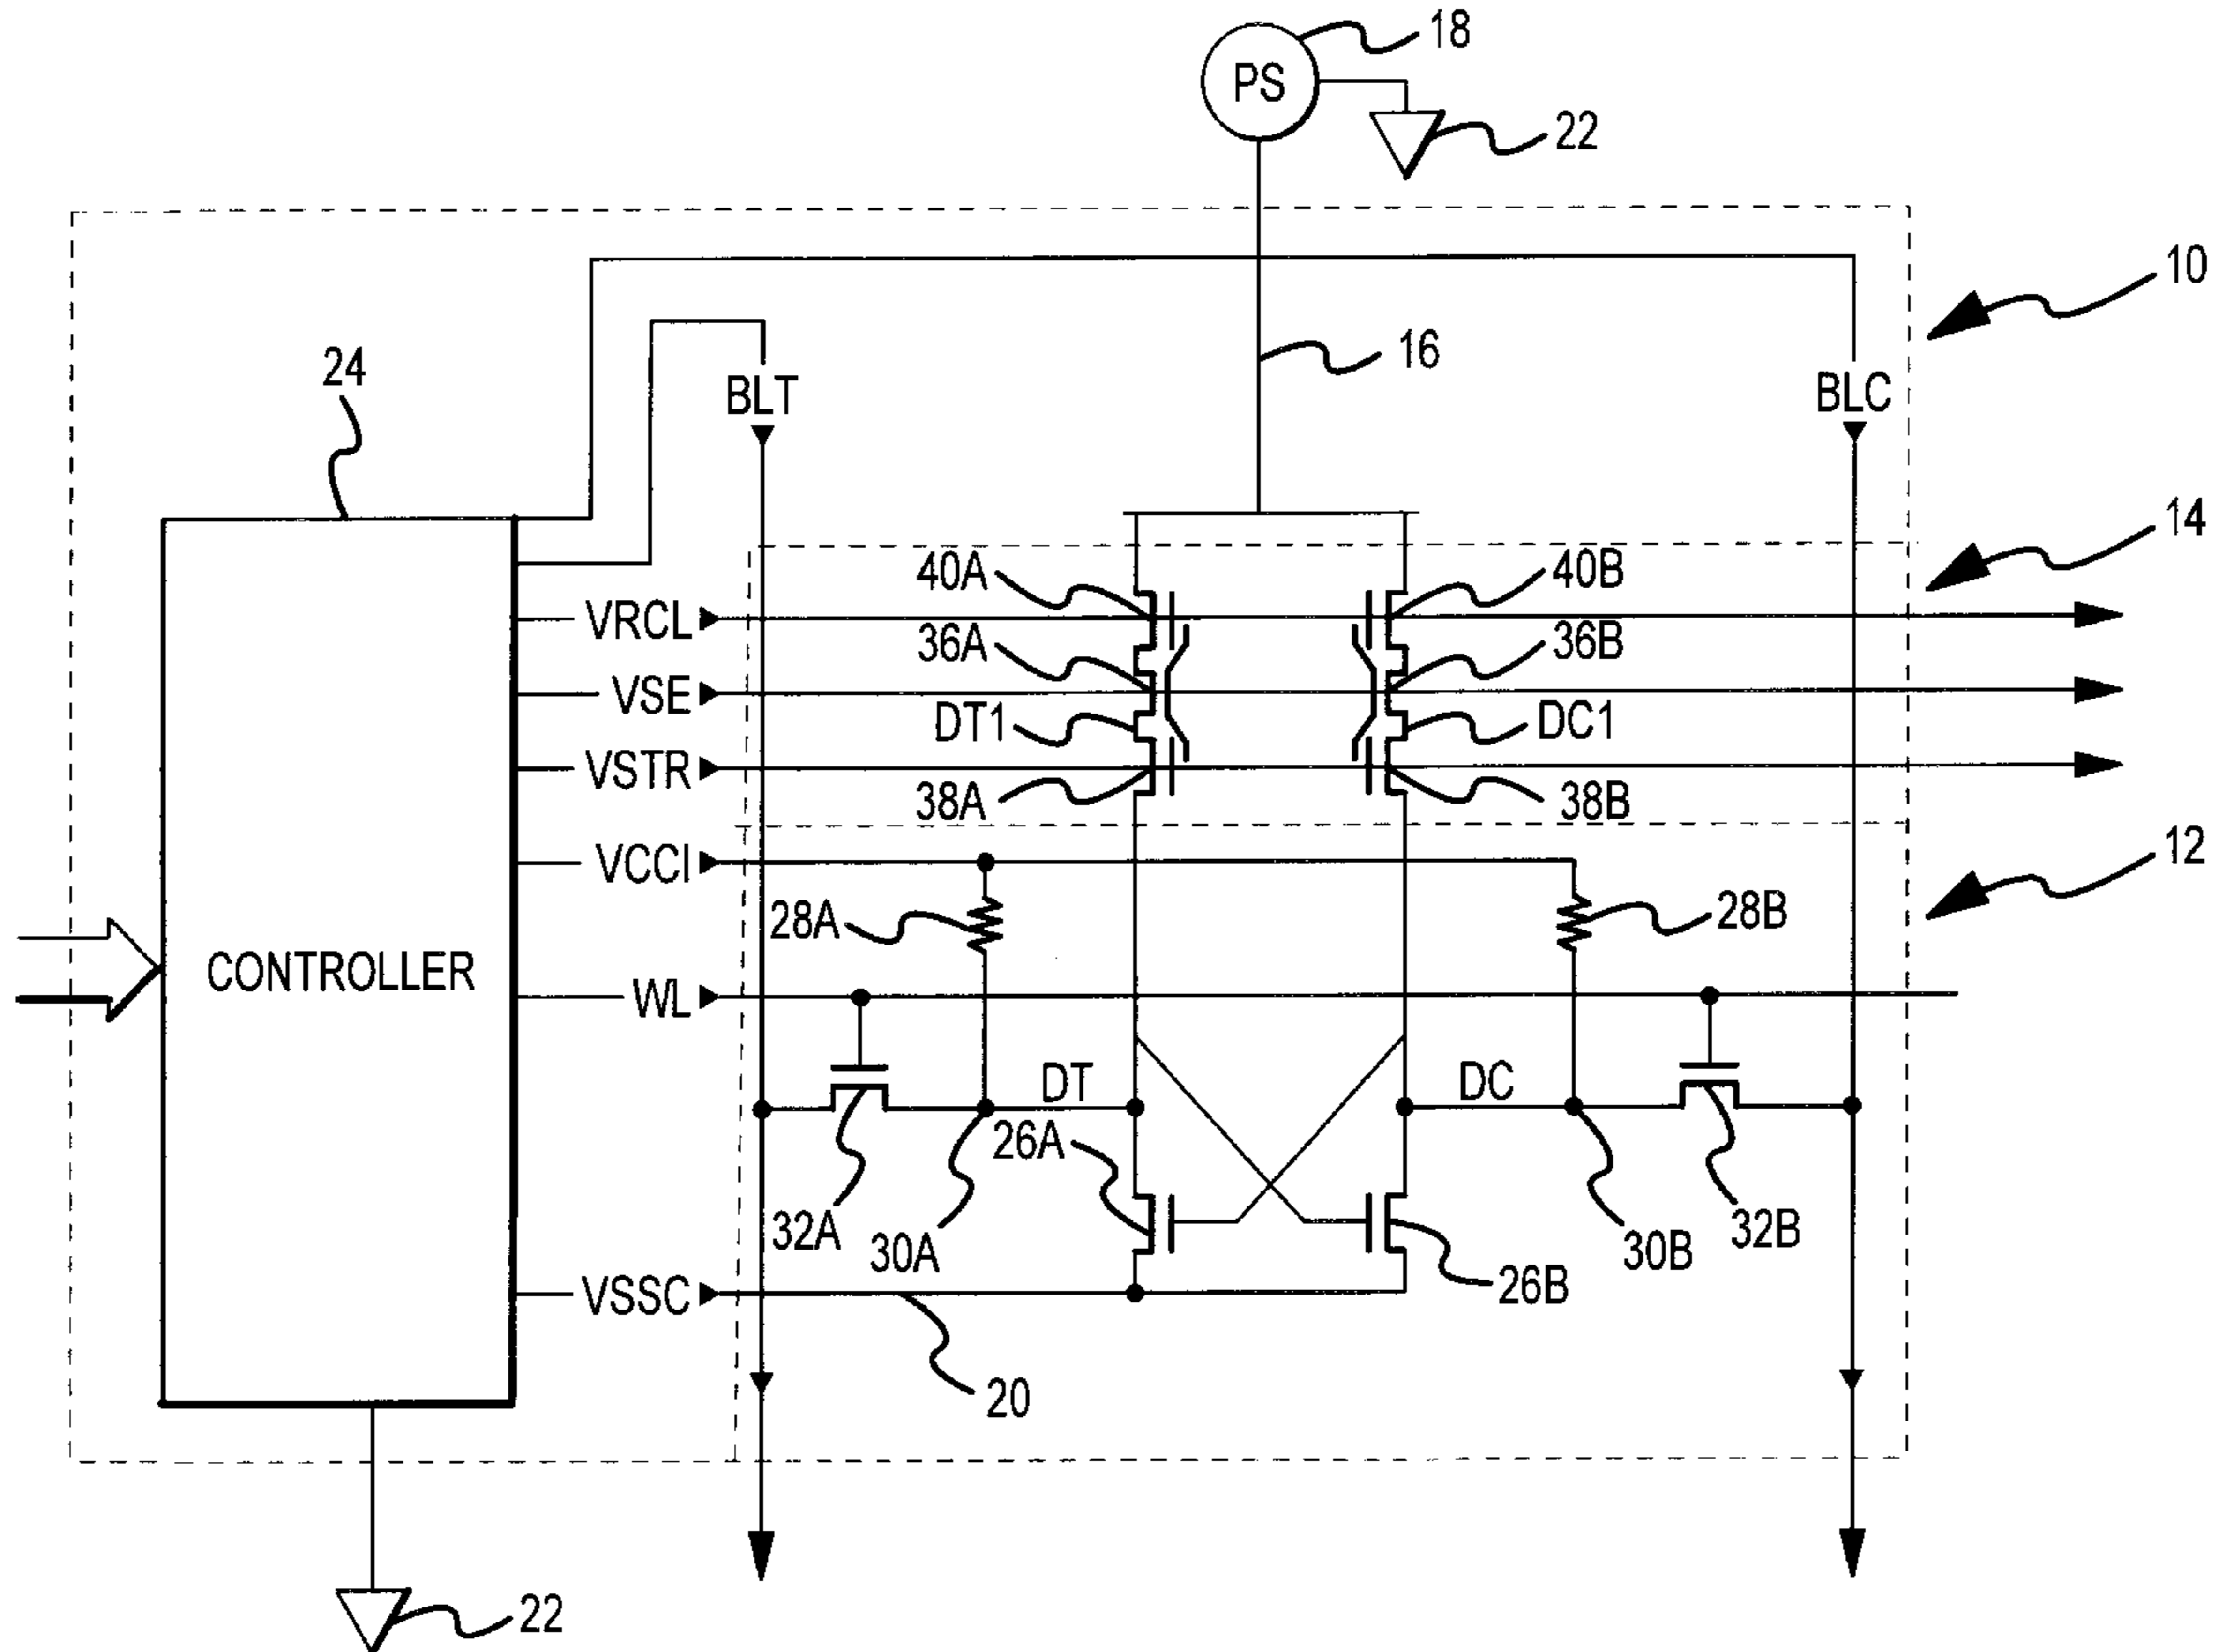 18
PS
22
10
16
24
BLT
BLC
14
40A
40B
VRCL
36A
36B
VSE
DT1
DC1
VSTR
38A
38B
12
VCCI
28A
28B
CONTROLLER
WL
DT
DC
26A
32A
30A
30B
32B
26B
VSSC
20
22